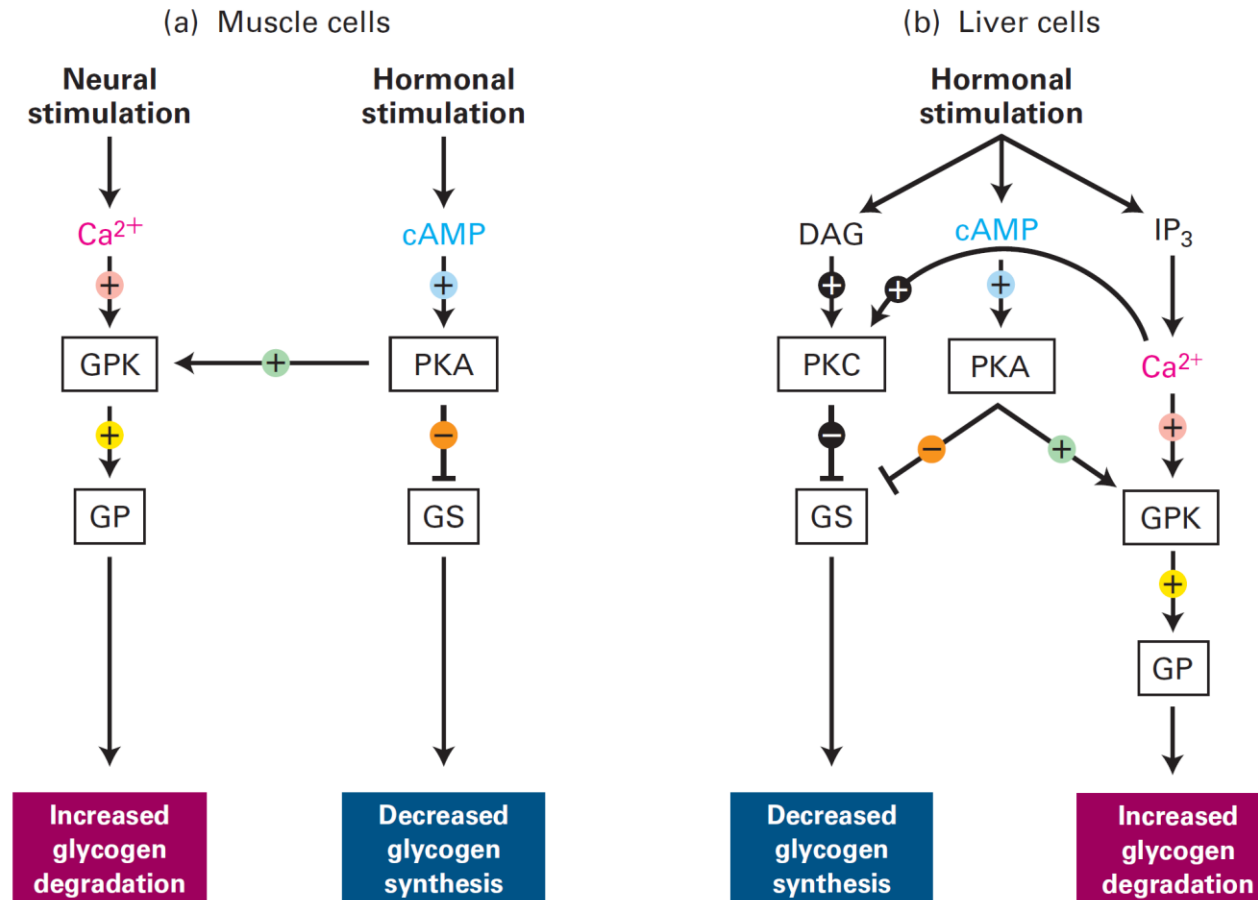 (a) Muscle cells
Neural
stimulation
Hormonal
stimulation
Ca²⁺
cAMP
+
+
GPK
+
PKA
+
−
GP
GS
Increased
glycogen
degradation
Decreased
glycogen
synthesis
(b) Liver cells
Hormonal
stimulation
DAG
cAMP
IP₃
+
+
+
PKC
PKA
Ca²⁺
−
−
+
+
GS
GPK
+
GP
Decreased
glycogen
synthesis
Increased
glycogen
degradation